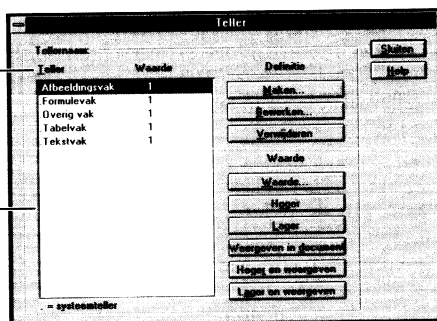 Teller
Tellernaam:
Teller Waarde
Afbeeldingsvak 1
Formulevak 1
Overig vak 1
Tabelvak 1
Tekstvak 1
. = systeemteller
Definitie
Maken...
Bewerken...
Verwijderen
Waarde
Waarde...
Hoger
Lager
Weergeven in document
Hoger en weergeven
Lager en weergeven
Sluiten
Help